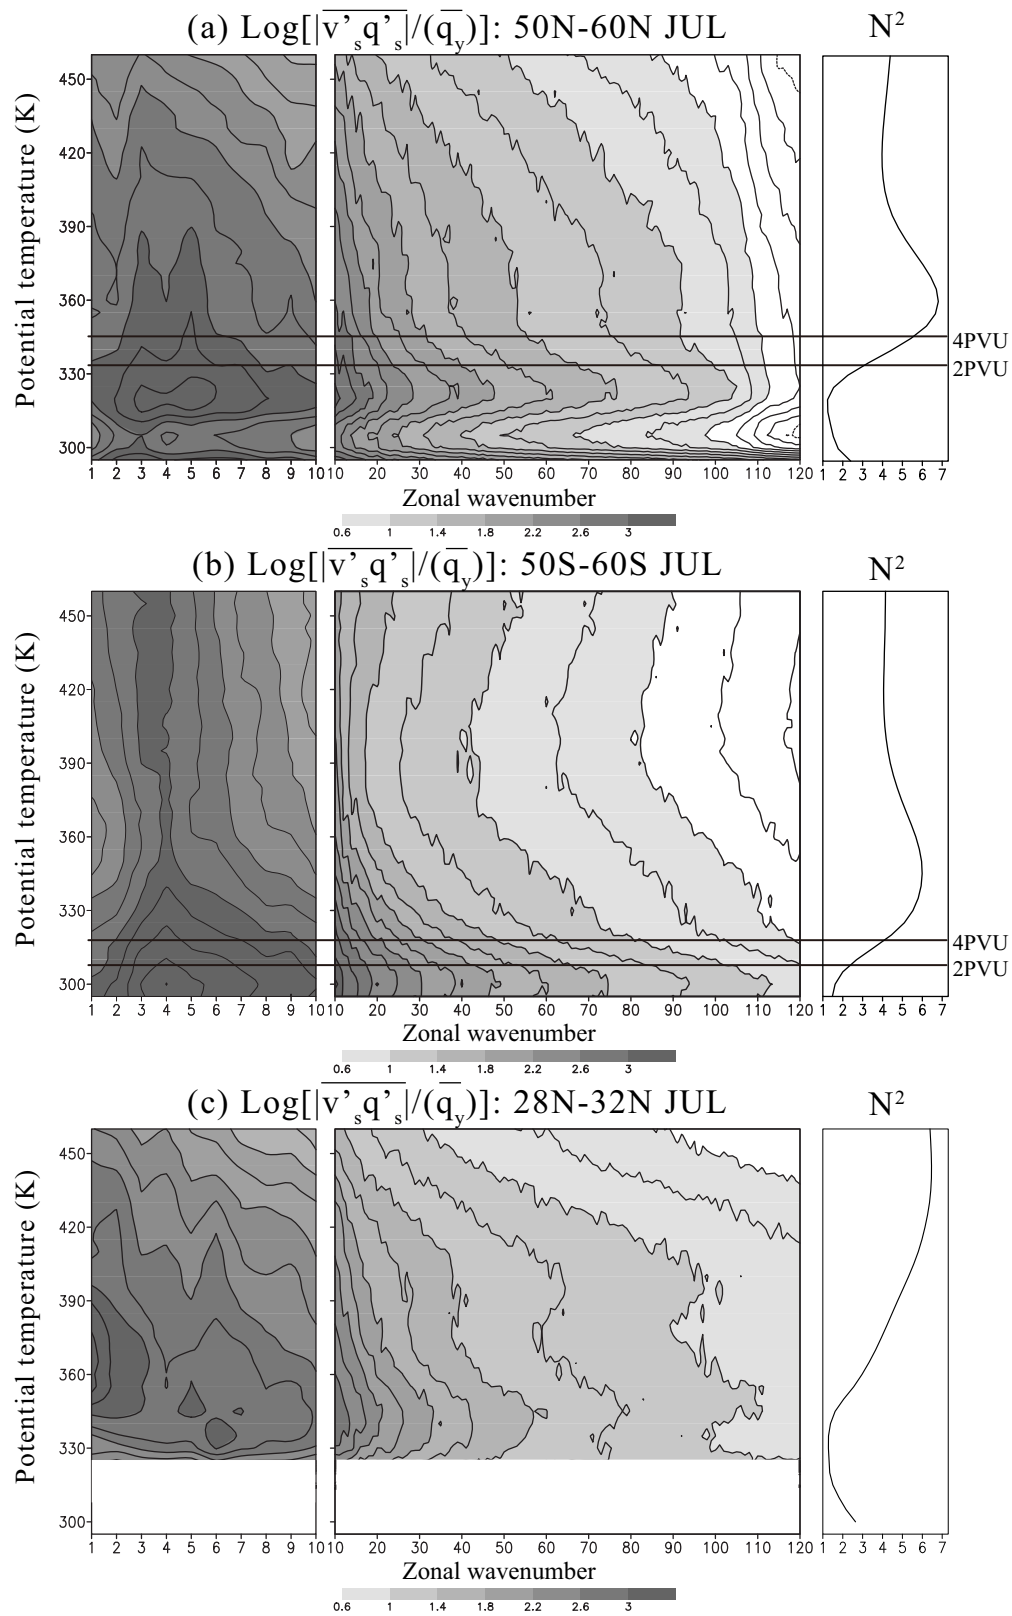 (a) Log[|v's q's|/(qy)]: 50N-60N JUL
N²
Potential temperature (K)
450
420
390
360
330
300
4PVU
2PVU
1 2 3 4 5 6 7 8 9 10 20 30 40 50 60 70 80 90 100 110 120
1 2 3 4 5 6 7
Zonal wavenumber
0.6 1 1.4 1.8 2.2 2.6 3
(b) Log[|v's q's|/(qy)]: 50S-60S JUL
N²
Potential temperature (K)
450
420
390
360
330
300
4PVU
2PVU
1 2 3 4 5 6 7 8 9 10 10 20 30 40 50 60 70 80 90 100 110 120
1 2 3 4 5 6 7
Zonal wavenumber
0.6 1 1.4 1.8 2.2 2.6 3
(c) Log[|v's q's|/(qy)]: 28N-32N JUL
N²
Potential temperature (K)
450
420
390
360
330
300
1 2 3 4 5 6 7 8 9 10 10 20 30 40 50 60 70 80 90 100 110 120
1 2 3 4 5 6 7
Zonal wavenumber
0.6 1 1.4 1.8 2.2 2.6 3